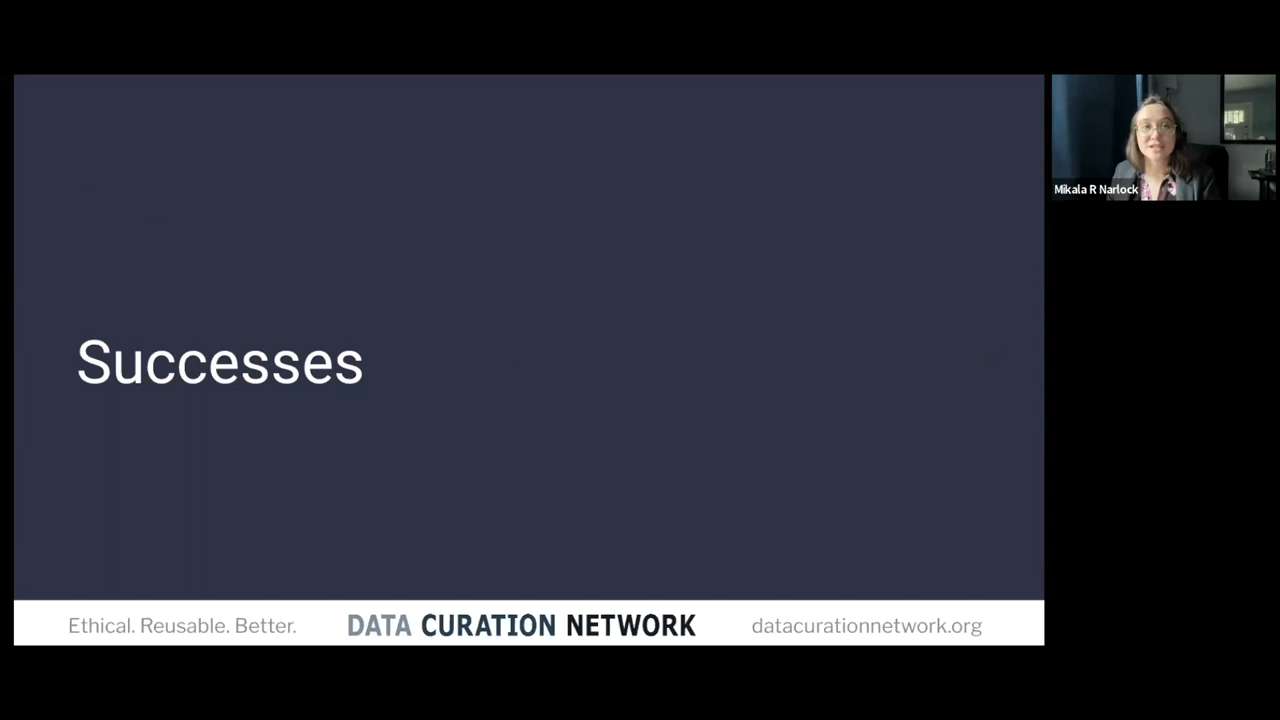 Successes
Ethical. Reusable. Better.
DATA CURATION NETWORK
datacurationnetwork.org
Mikala R Narlock